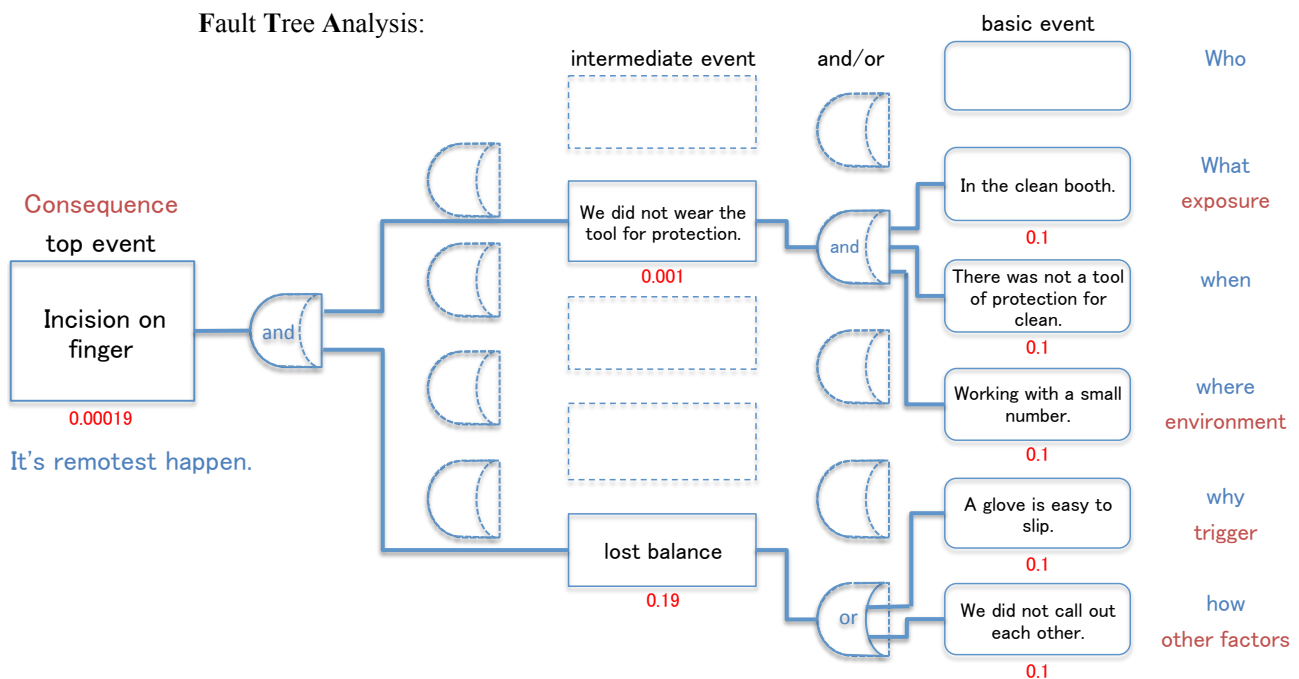 Fault Tree Analysis:
basic event
intermediate event
and/or
Who
What
In the clean booth.
exposure
Consequence
We did not wear the
tool for protection.
top event
and
0.1
0.001
There was not a tool
of protection for
clean.
when
Incision on
finger
and
0.1
where
Working with a small
number.
0.00019
environment
0.1
It's remotest happen.
why
A glove is easy to
slip.
trigger
lost balance
0.1
0.19
how
We did not call out
each other.
or
other factors
0.1